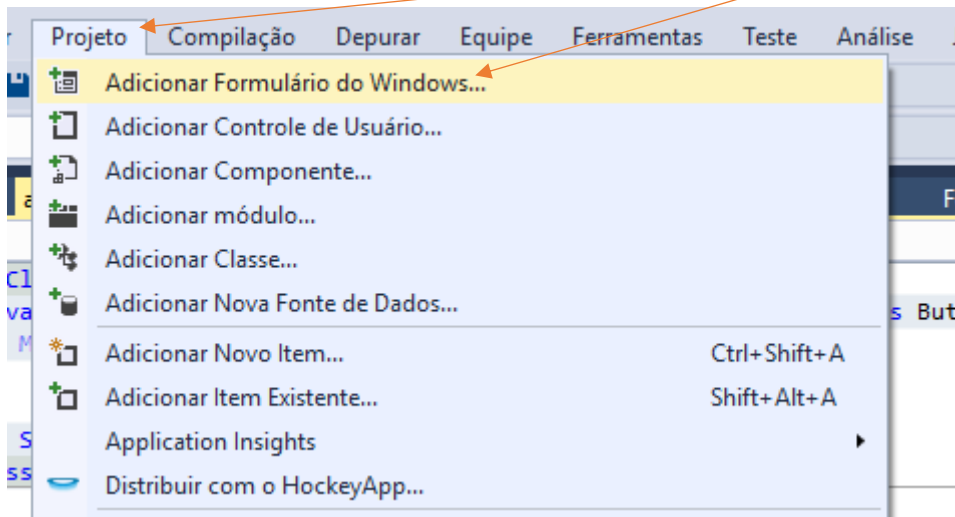 Projeto Compilação Depurar Equipe Ferramentas Teste Análise
Adicionar Formulário do Windows...
Adicionar Controle de Usuário...
Adicionar Componente...
Adicionar módulo...
Adicionar Classe...
Adicionar Nova Fonte de Dados...
Adicionar Novo Item... Ctrl+Shift+A
Adicionar Item Existente... Shift+Alt+A
Application Insights
Distribuir com o HockeyApp...